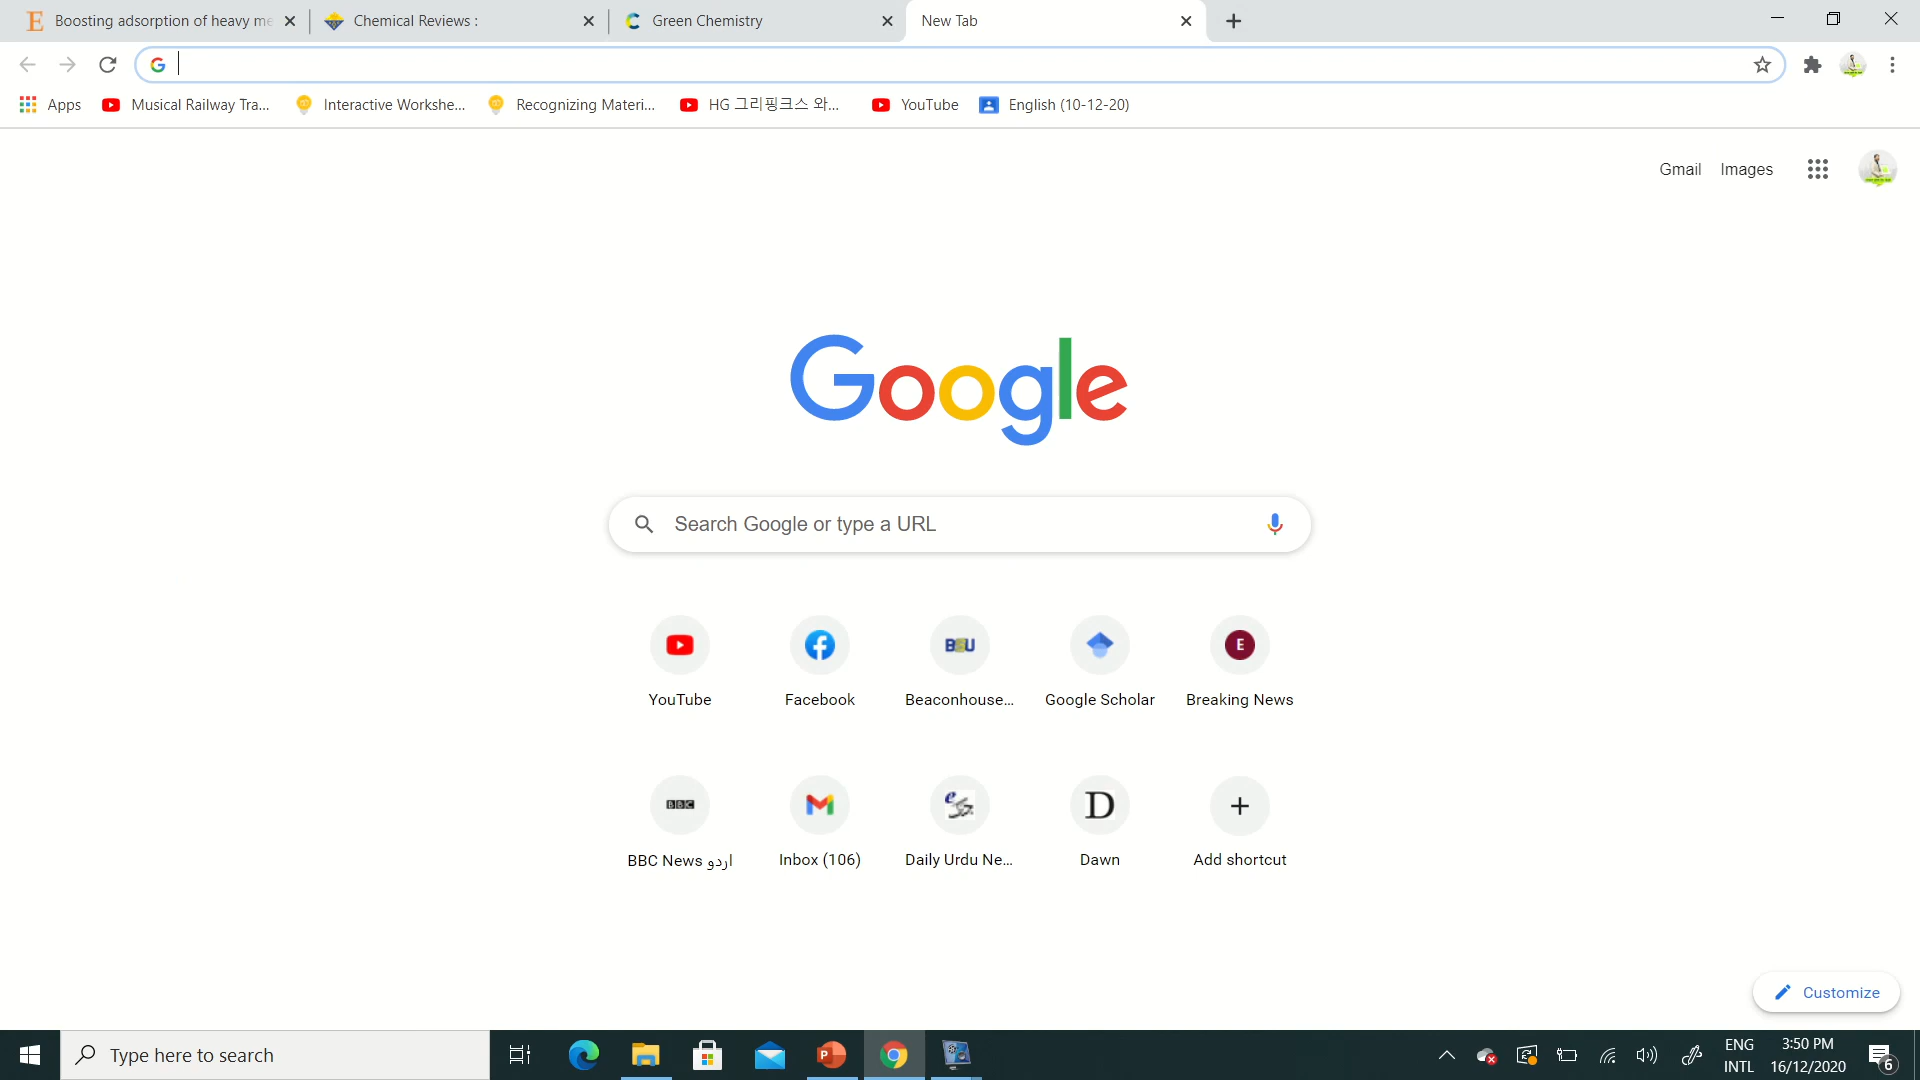 Boosting adsorption of heavy me
Chemical Reviews :
Green Chemistry
New Tab
Apps
Musical Railway Tra...
Interactive Workshe...
Recognizing Materi...
HG 그리핑크스 와...
YouTube
English (10-12-20)
Gmail
Images
Google
Search Google or type a URL
YouTube
Facebook
Beaconhouse...
Google Scholar
Breaking News
BBC News اردو
Inbox (106)
Daily Urdu Ne...
Dawn
Add shortcut
Customize
Type here to search
ENG
INTL
3:50 PM
16/12/2020
6